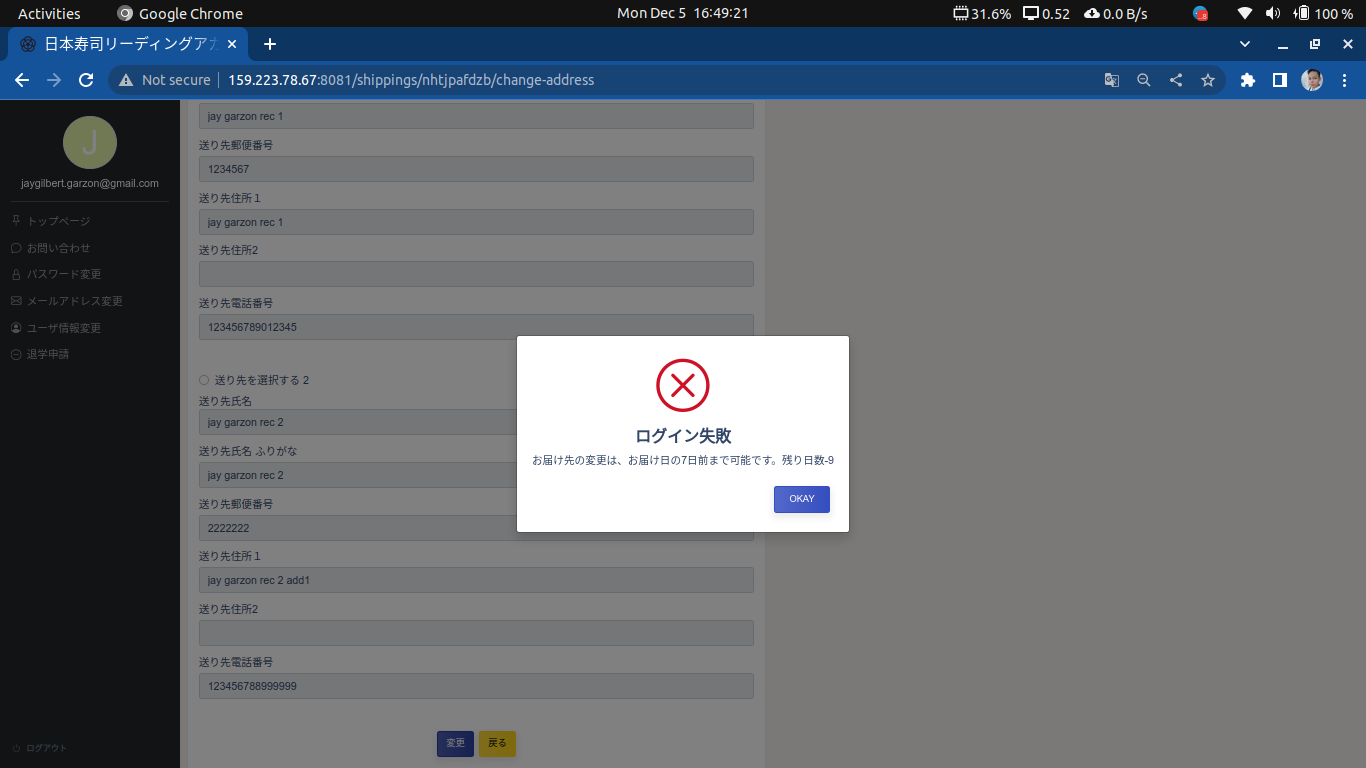 Activities
Google Chrome
Mon Dec 5 16:49:21
31.6%
0.52
0.0 B/s
100 %
日本寿司リーディングアカ
Not secure
159.223.78.67:8081/shippings/nhtjpafdzb/change-address
J
jaygilbert.garzon@gmail.com
トップページ
お問い合わせ
パスワード変更
メールアドレス変更
ユーザ情報変更
退学申請
ログアウト
jay garzon rec 1
送り先郵便番号
1234567
送り先住所１
jay garzon rec 1
送り先住所2
送り先電話番号
123456789012345
送り先を選択する 2
送り先氏名
jay garzon rec 2
送り先氏名 ふりがな
jay garzon rec 2
送り先郵便番号
2222222
送り先住所１
jay garzon rec 2 add1
送り先住所2
送り先電話番号
123456788999999
変更
戻る
ログイン失敗
お届け先の変更は、お届け日の7日前まで可能です。残り日数-9
OKAY